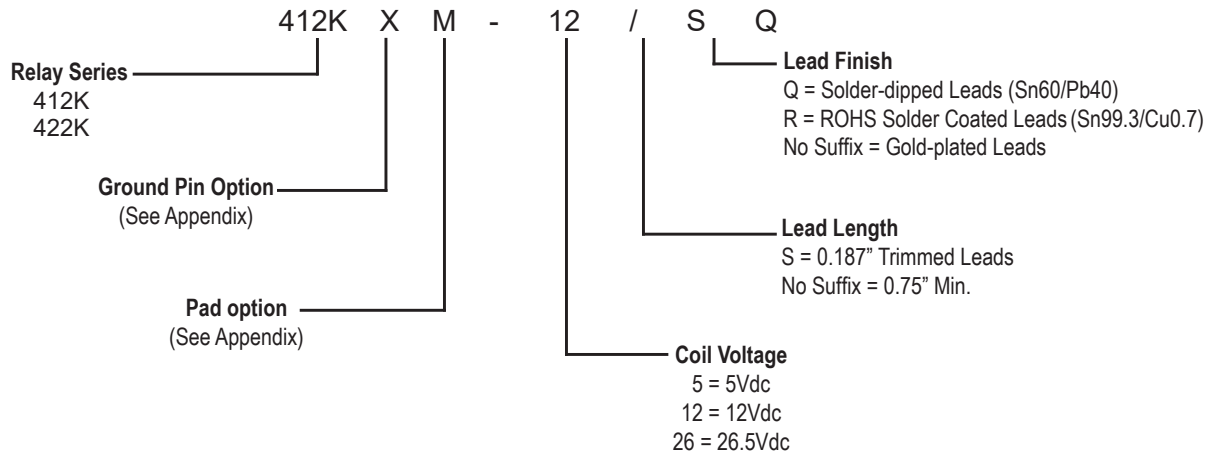 412K X M - 12 / S Q
Relay Series
412K
422K
Ground Pin Option
(See Appendix)
Pad option
(See Appendix)
Lead Finish
Q = Solder-dipped Leads (Sn60/Pb40)
R = ROHS Solder Coated Leads (Sn99.3/Cu0.7)
No Suffix = Gold-plated Leads
Lead Length
S = 0.187” Trimmed Leads
No Suffix = 0.75” Min.
Coil Voltage
5 = 5Vdc
12 = 12Vdc
26 = 26.5Vdc